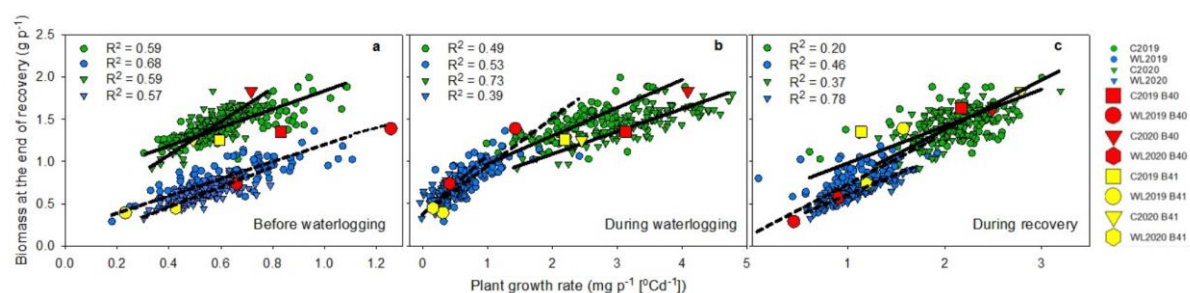 Biomass at the end of recovery (g p⁻¹)
2.5
2.0
1.5
1.0
0.5
0.0
R² = 0.59
R² = 0.68
R² = 0.59
R² = 0.57
a
Before waterlogging
0.0 0.2 0.4 0.6 0.8 1.0 1.2
R² = 0.49
R² = 0.53
R² = 0.73
R² = 0.39
b
During waterlogging
0 1 2 3 4 5
R² = 0.20
R² = 0.46
R² = 0.37
R² = 0.78
c
During recovery
1 2 3
Plant growth rate (mg p⁻¹ [ºCd⁻¹])
C2019
WL2019
C2020
WL2020
C2019 B40
WL2019 B40
C2020 B40
WL2020 B40
C2019 B41
WL2019 B41
C2020 B41
WL2020 B41